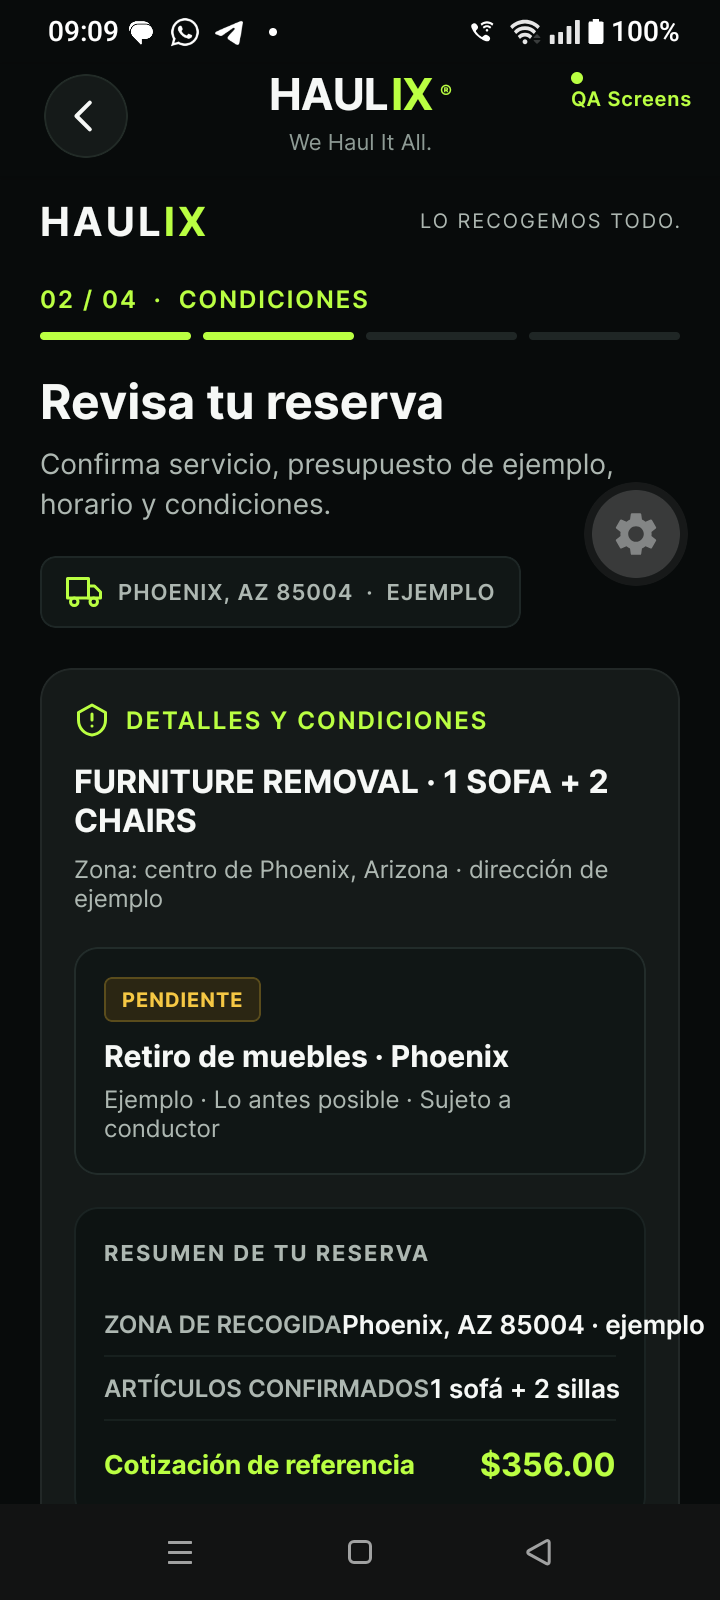 09:09
100%
HAULIX ®
QA Screens
We Haul It All.
HAULIX
LO RECOGEMOS TODO.
02 / 04 · CONDICIONES
Revisa tu reserva
Confirma servicio, presupuesto de ejemplo,
horario y condiciones.
PHOENIX, AZ 85004 · EJEMPLO
DETALLES Y CONDICIONES
FURNITURE REMOVAL · 1 SOFA + 2
CHAIRS
Zona: centro de Phoenix, Arizona · dirección de
ejemplo
PENDIENTE
Retiro de muebles · Phoenix
Ejemplo · Lo antes posible · Sujeto a
conductor
RESUMEN DE TU RESERVA
ZONA DE RECOGIDA Phoenix, AZ 85004 · ejemplo
ARTÍCULOS CONFIRMADOS 1 sofá + 2 sillas
Cotización de referencia $356.00